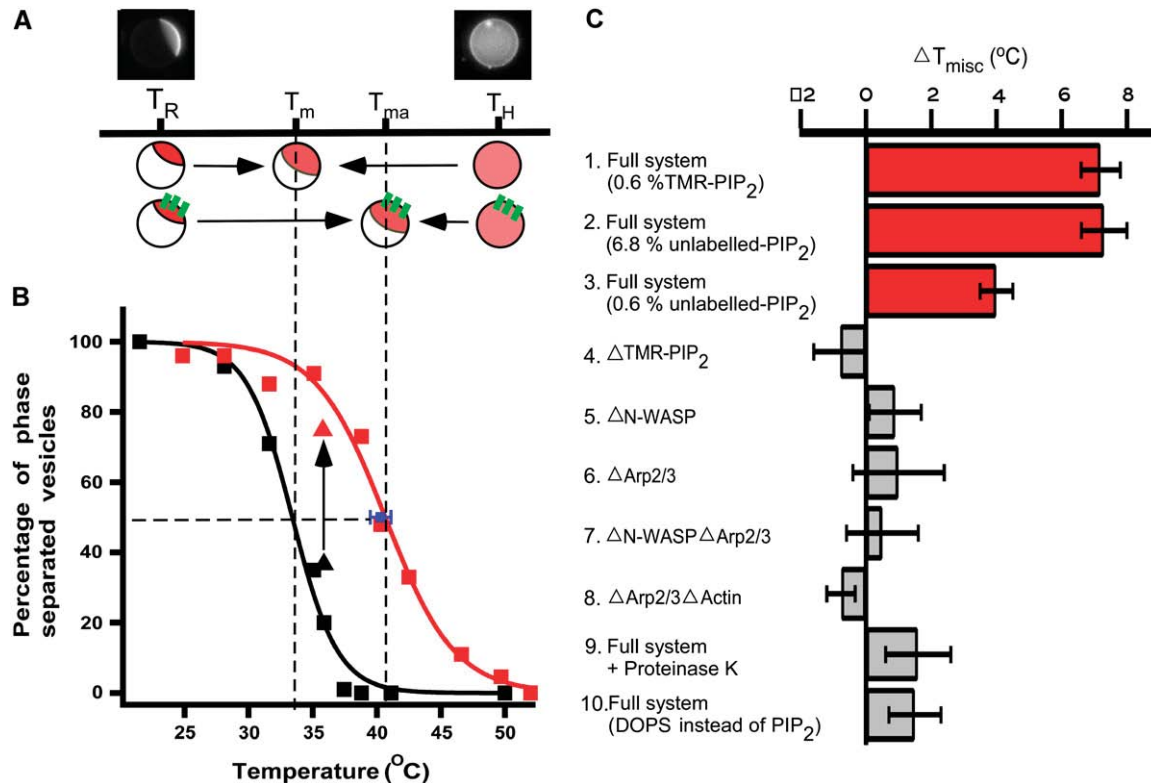 A
T_R T_m T_ma T_H
B
Percentage of phase
separated vesicles
100
80
60
40
20
0
25 30 35 40 45 50
Temperature (°C)
C
△T_misc (°C)
▯2 0 2 4 6 8
1. Full system
(0.6 %TMR-PIP₂)
2. Full system
(6.8 % unlabelled-PIP₂)
3. Full system
(0.6 % unlabelled-PIP₂)
4. △TMR-PIP₂
5. △N-WASP
6. △Arp2/3
7. △N-WASP△Arp2/3
8. △Arp2/3△Actin
9. Full system
+ Proteinase K
10. Full system
(DOPS instead of PIP₂)